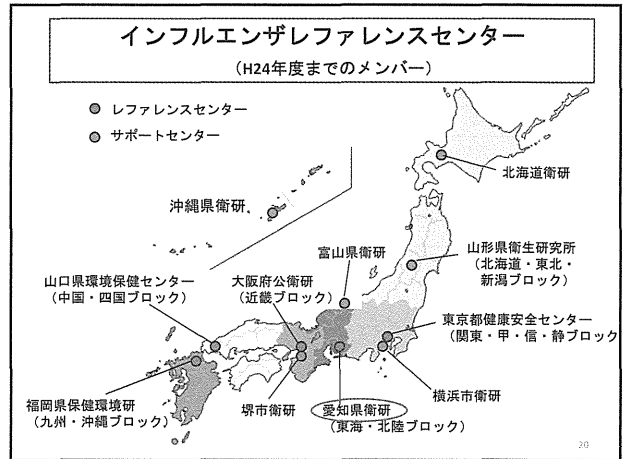 インフルエンザレファレンスセンター
（H24年度までのメンバー）
レファレンスセンター
サポートセンター
北海道衛研
沖縄県衛研
富山県衛研
山形県衛生研究所
（北海道・東北・
新潟ブロック）
山口県環境保健センター
（中国・四国ブロック）
大阪府公衛研
（近畿ブロック）
東京都健康安全センター
（関東・甲・信・静ブロック
横浜市衛研
福岡県保健環境研
（九州・沖縄ブロック）
堺市衛研
愛知県衛研
（東海・北陸ブロック）
20